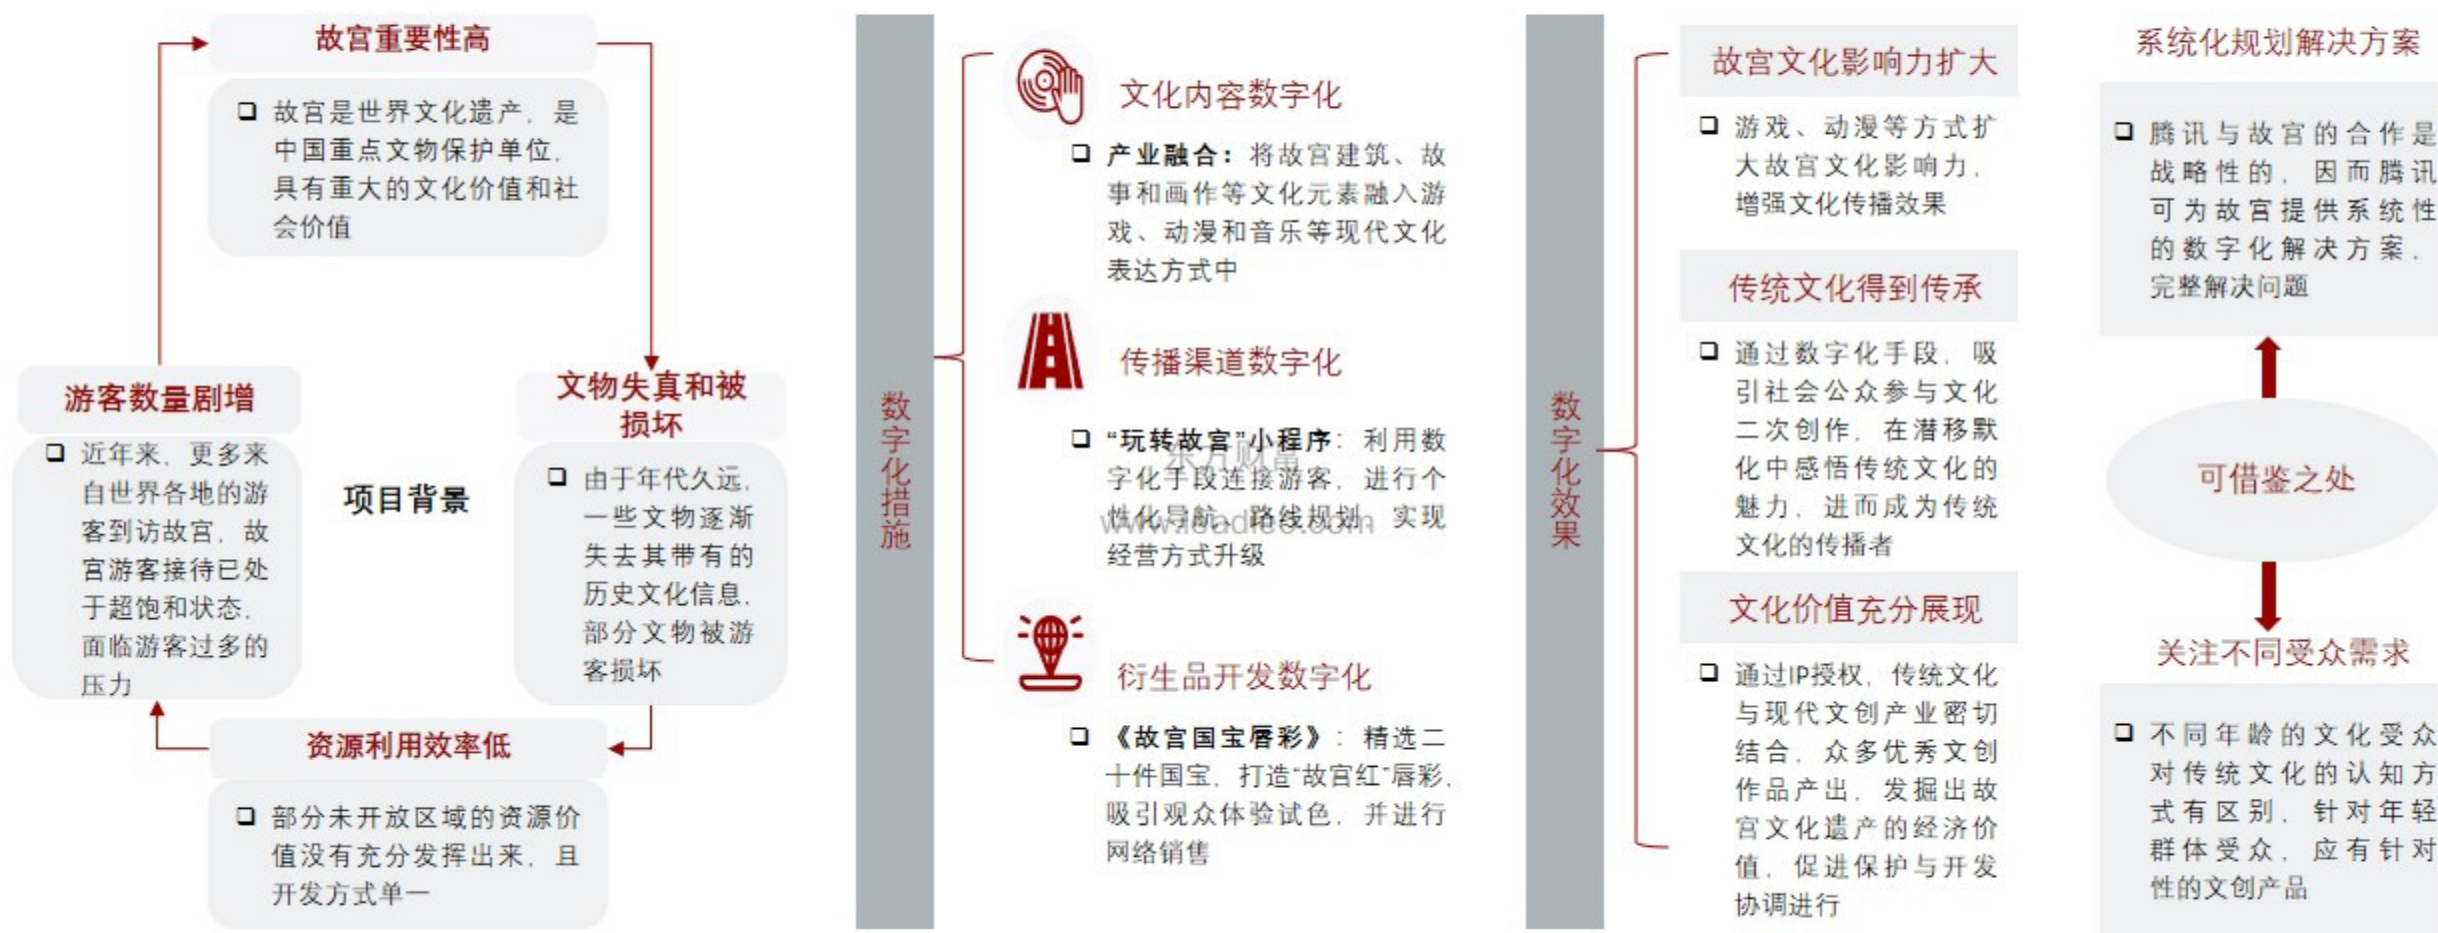 故宫重要性高
❑ 故宫是世界文化遗产，是
中国重点文物保护单位，
具有重大的文化价值和社
会价值
游客数量剧增
❑ 近年来，更多来
自世界各地的游
客到访故宫，故
宫游客接待已处
于超饱和状态，
面临游客过多的
压力
项目背景
文物失真和被
损坏
❑ 由于年代久远，
一些文物逐渐
失去其带有的
历史文化信息，
部分文物被游
客损坏
资源利用效率低
❑ 部分未开放区域的资源价
值没有充分发挥出来，且
开发方式单一
数字化措施
文化内容数字化
❑ 产业融合：将故宫建筑、故
事和画作等文化元素融入游
戏、动漫和音乐等现代文化
表达方式中
传播渠道数字化
❑ “玩转故宫”小程序：利用数
字化手段连接游客，进行个
性化导航、路线规划，实现
经营方式升级
东方财富
www.leadleo.com
衍生品开发数字化
❑ 《故宫国宝唇彩》：精选二
十件国宝，打造“故宫红”唇彩，
吸引观众体验试色，并进行
网络销售
数字化效果
故宫文化影响力扩大
❑ 游戏、动漫等方式扩
大故宫文化影响力，
增强文化传播效果
传统文化得到传承
❑ 通过数字化手段，吸
引社会公众参与文化
二次创作，在潜移默
化中感悟传统文化的
魅力，进而成为传统
文化的传播者
文化价值充分展现
❑ 通过IP授权，传统文化
与现代文创产业密切
结合，众多优秀文创
作品产出，发掘出故
宫文化遗产的经济价
值，促进保护与开发
协调进行
系统化规划解决方案
❑ 腾讯与故宫的合作是
战略性的，因而腾讯
可为故宫提供系统性
的数字化解决方案，
完整解决问题
可借鉴之处
关注不同受众需求
❑ 不同年龄的文化受众
对传统文化的认知方
式有区别，针对年轻
群体受众，应有针对
性的文创产品